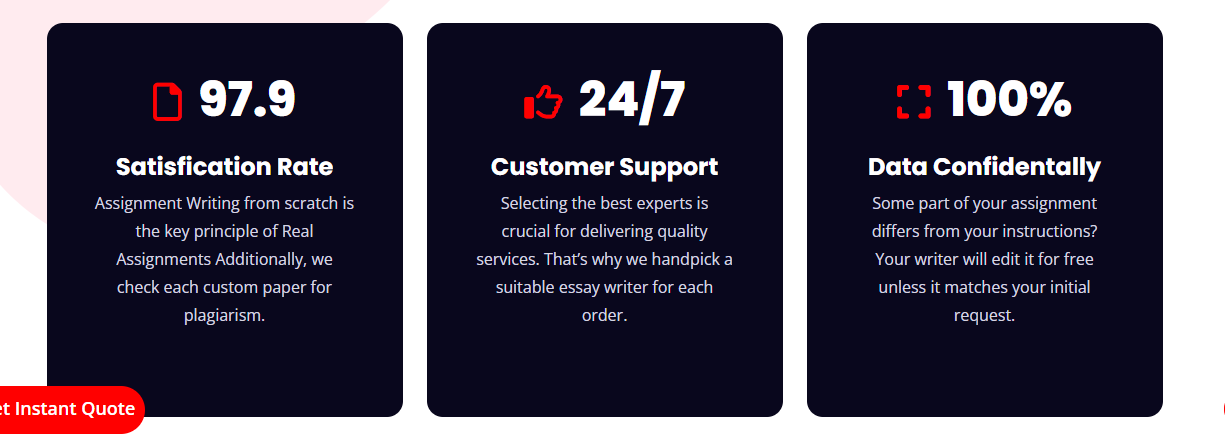 97.9
Satisfication Rate
Assignment Writing from scratch is
the key principle of Real
Assignments Additionally, we
check each custom paper for
plagiarism.
24/7
Customer Support
Selecting the best experts is
crucial for delivering quality
services. That’s why we handpick a
suitable essay writer for each
order.
100%
Data Confidentally
Some part of your assignment
differs from your instructions?
Your writer will edit it for free
unless it matches your initial
request.
et Instant Quote